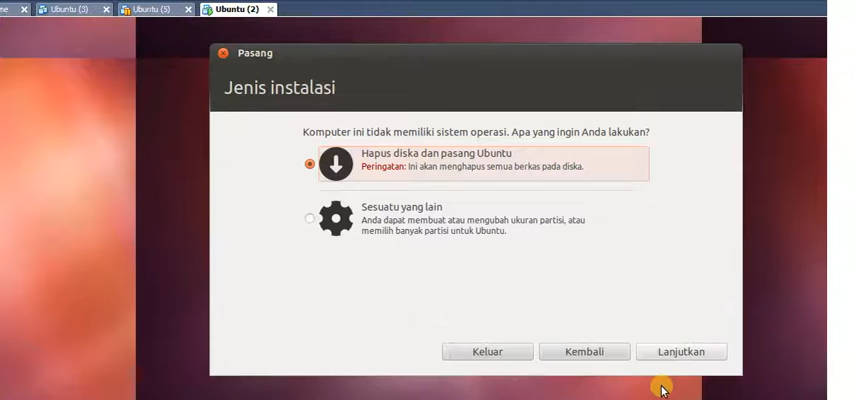 me Ubuntu (3) Ubuntu (5) Ubuntu (2)
Pasang
Jenis instalasi
Komputer ini tidak memiliki sistem operasi. Apa yang ingin Anda lakukan?
Hapus diska dan pasang Ubuntu
Peringatan: Ini akan menghapus semua berkas pada diska.
Sesuatu yang lain
Anda dapat membuat atau mengubah ukuran partisi, atau
memilih banyak partisi untuk Ubuntu.
Keluar Kembali Lanjutkan